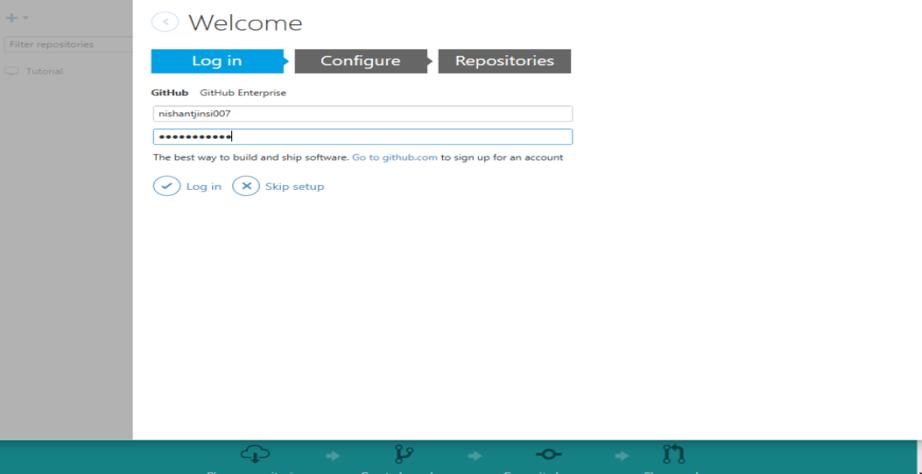 Welcome
Filter repositories
Tutorial
Log in Configure Repositories
GitHub GitHub Enterprise
nishantjinsi007
•••••••••••
The best way to build and ship software. Go to github.com to sign up for an account
Log in Skip setup